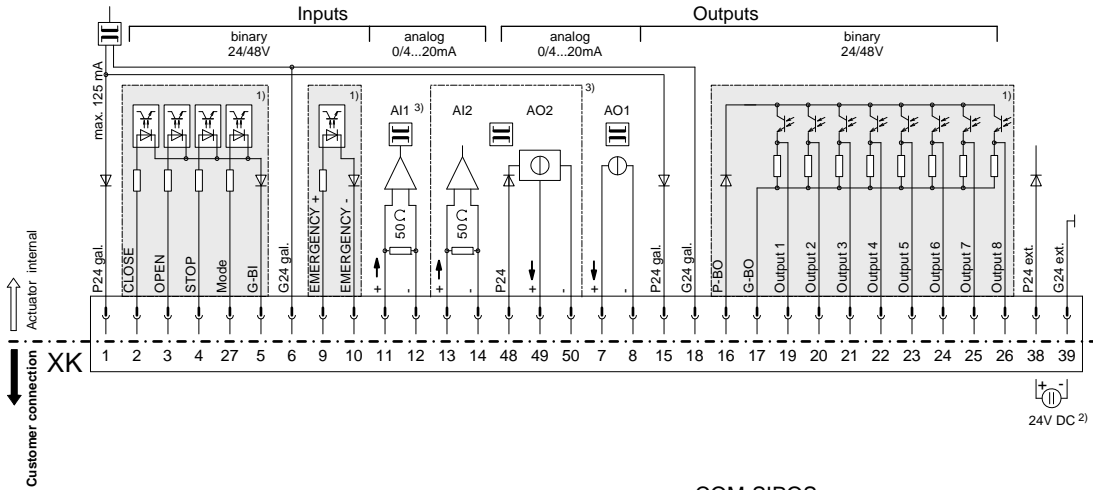 Inputs
Outputs
binary
24/48V
analog
0/4...20mA
analog
0/4...20mA
binary
24/48V
max. 125 mA
1)
1)
AI1 3)
AI2
3)
AO2
AO1
1)
50Ω
50Ω
P24 gal.
CLOSE
OPEN
STOP
Mode
G-BI
G24 gal.
EMERGENCY +
EMERGENCY -
+
-
+
-
P24
+
-
+
-
P24 gal.
G24 gal.
P-BO
G-BO
Output 1
Output 2
Output 3
Output 4
Output 5
Output 6
Output 7
Output 8
P24 ext.
G24 ext.
Actuator internal
Customer connection
XK
1 2 3 4 27 5 6 9 10 11 12 13 14 48 49 50 7 8 15 18 16 17 19 20 21 22 23 24 25 26 38 39
+ -
24V DC 2)